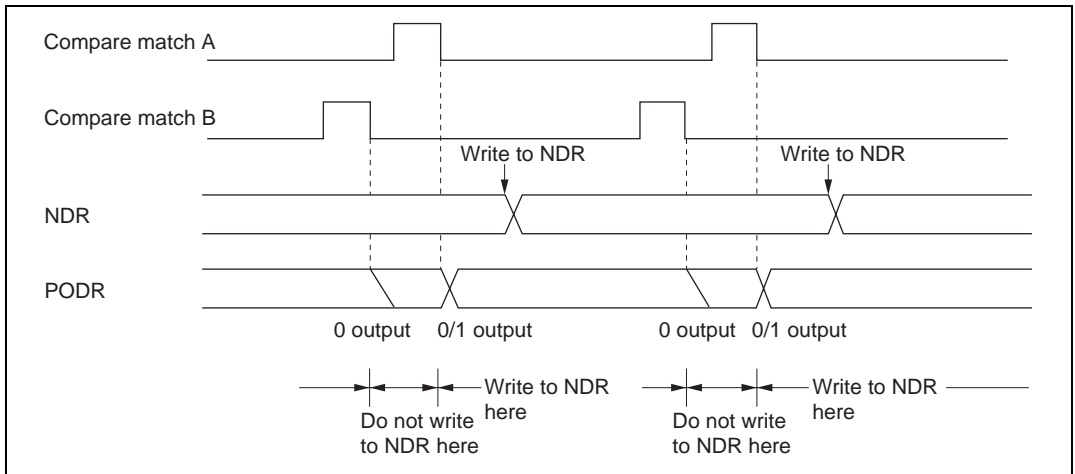 Compare match A
Compare match B
Write to NDR
Write to NDR
NDR
PODR
0 output
0/1 output
0 output
0/1 output
Write to NDR
here
Do not write
to NDR here
Write to NDR
here
Do not write
to NDR here